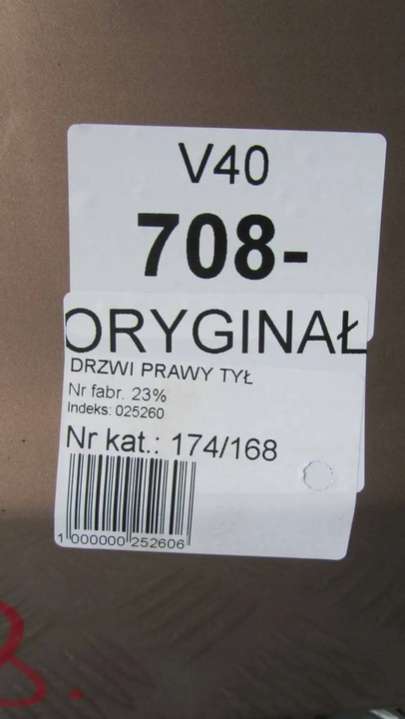 V40
708-
ORYGINAŁ
DRZWI PRAWY TYŁ
Nr fabr. 23%
Indeks: 025260
Nr kat.: 174/168
1 000000 252606